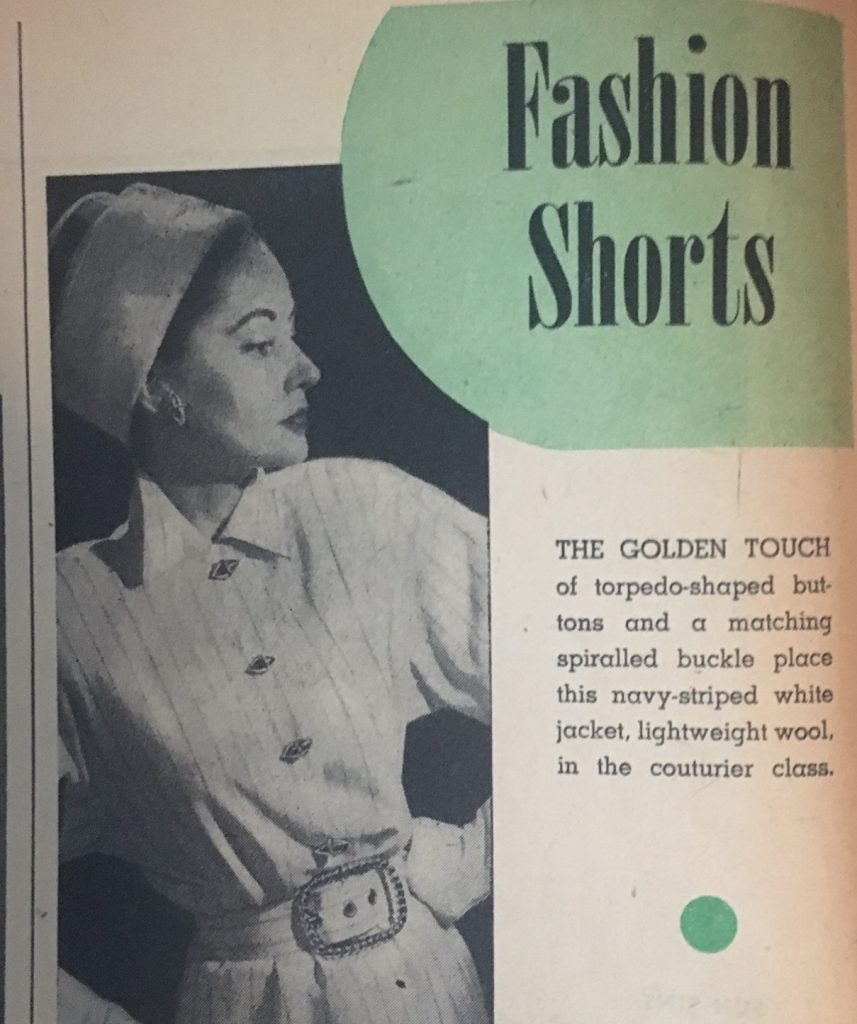 Fashion
Shorts
THE GOLDEN TOUCH
of torpedo-shaped but-
tons and a matching
spiralled buckle place
this navy-striped white
jacket, lightweight wool,
in the couturier class.